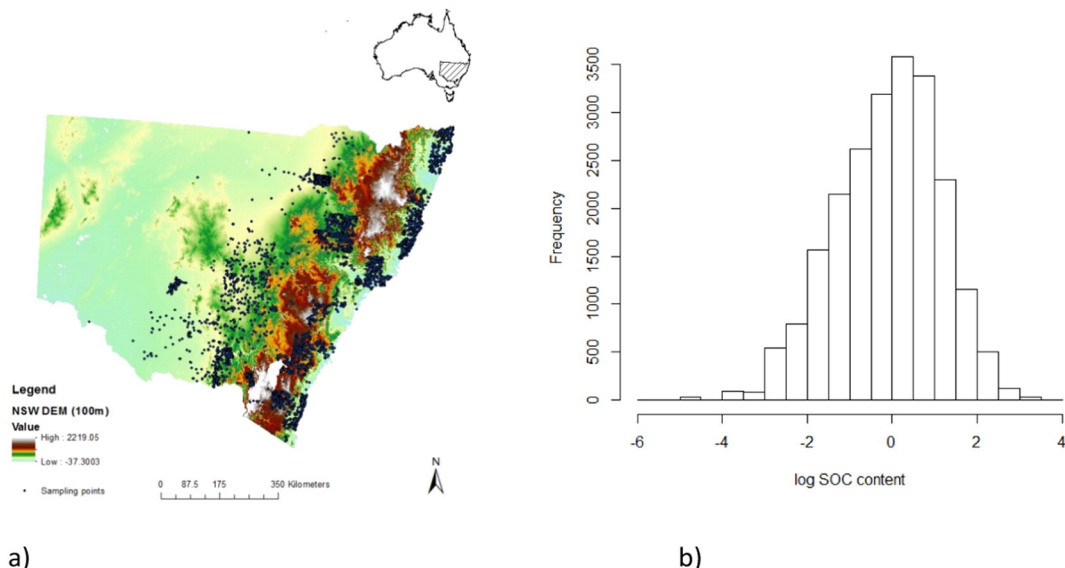 Legend
NSW DEM (100m)
Value
High : 2219.05
Low : -37.3003
Sampling points
0 87.5 175 350 Kilometers
N
a)
Frequency
0 500 1000 1500 2000 2500 3000 3500
-6 -4 -2 0 2 4
log SOC content
b)